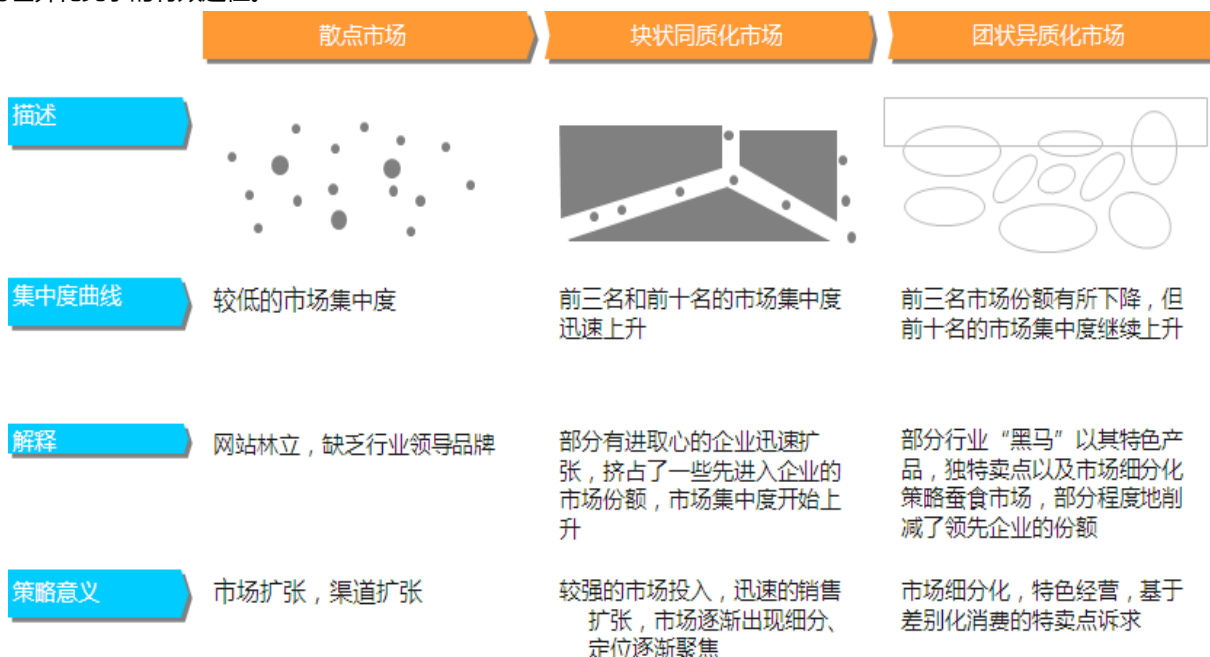 散点市场
块状同质化市场
团状异质化市场
描述
集中度曲线
较低的市场集中度
前三名和前十名的市场集中度
迅速上升
前三名市场份额有所下降，但
前十名的市场集中度继续上升
解释
网站林立，缺乏行业领导品牌
部分有进取心的企业迅速扩
张，挤占了一些先进入企业的
市场份额，市场集中度开始上
升
部分行业“黑马”以其特色产
品，独特卖点以及市场细分化
策略蚕食市场，部分程度地削
减了领先企业的份额
策略意义
市场扩张，渠道扩张
较强的市场投入，迅速的销售
扩张，市场逐渐出现细分、
定位逐渐聚焦
市场细分化，特色经营，基于
差别化消费的特卖点诉求